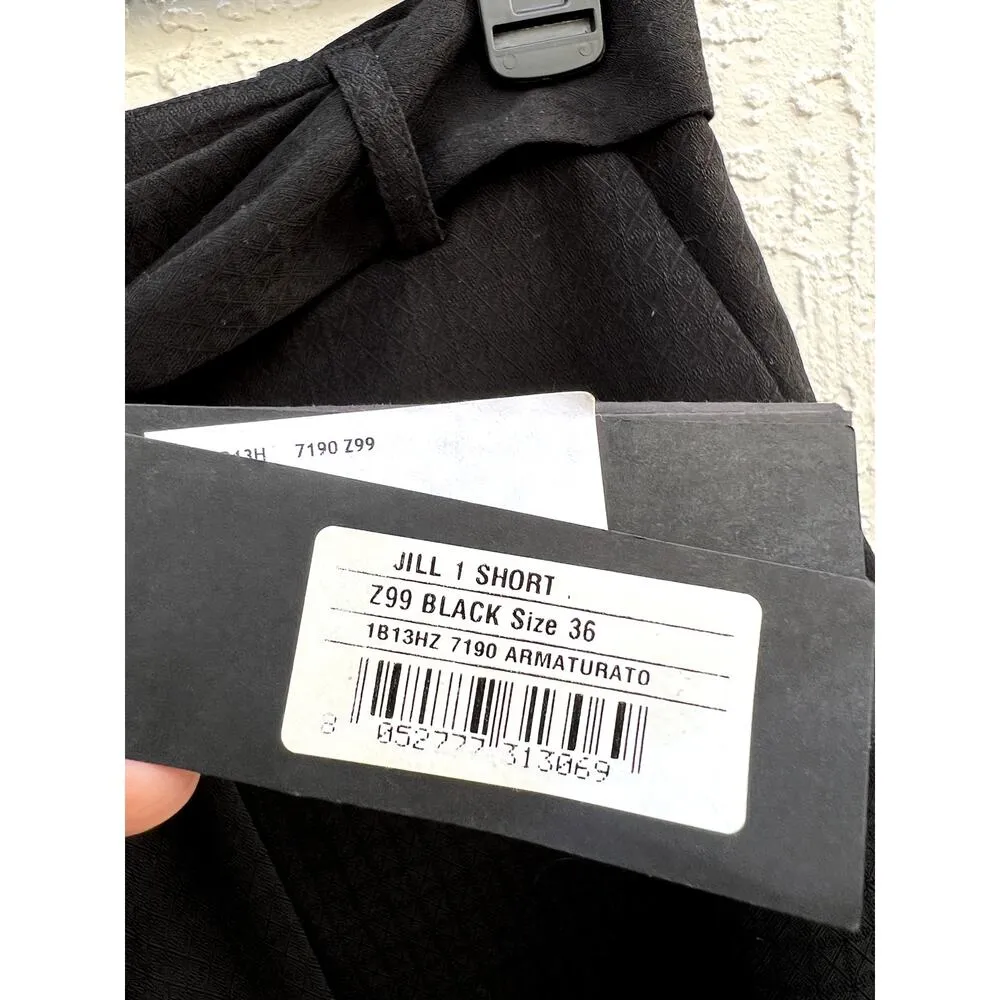 7190 Z99
JILL 1 SHORT
Z99 BLACK Size 36
1B13HZ 7190 ARMATURATO
8 052777 313069